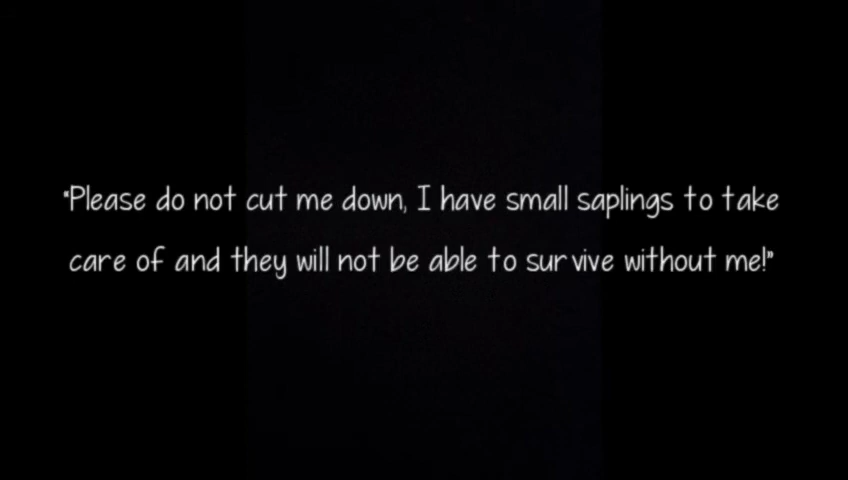 "Please do not cut me down, I have small saplings to take
care of and they will not be able to survive without me!"